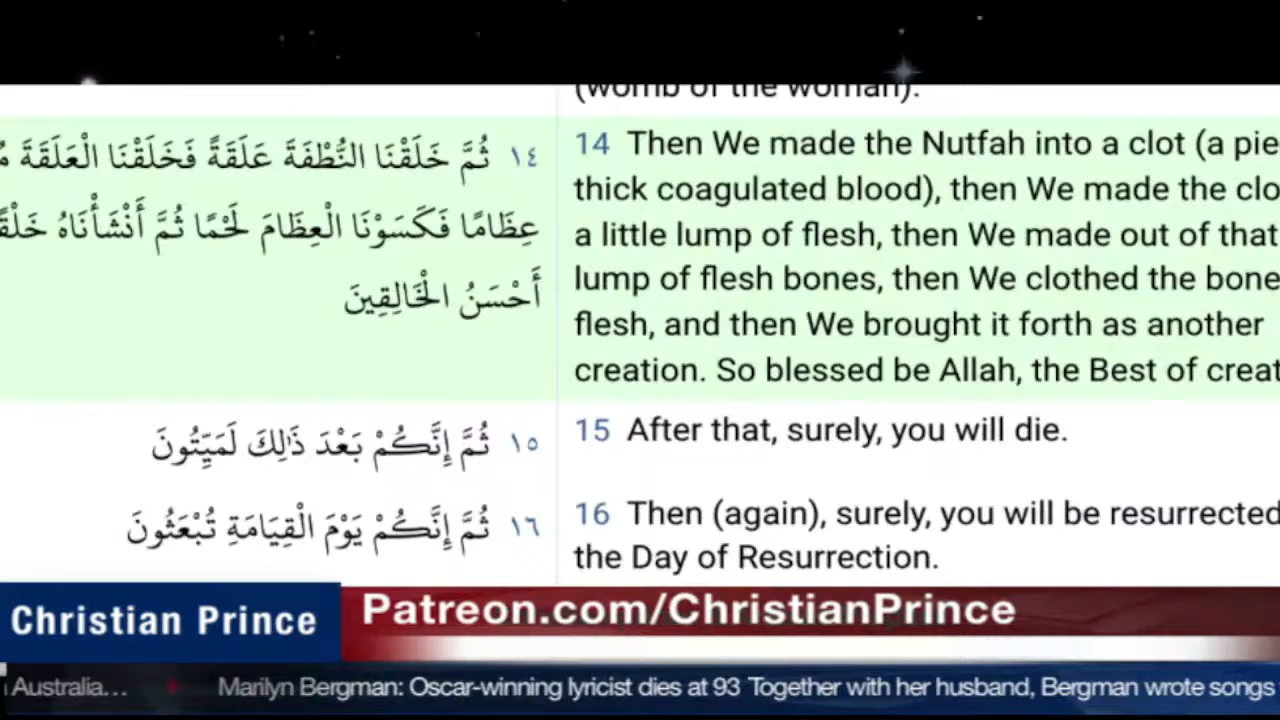 (womb of the woman).
١٤ ثُمَّ خَلَقْنَا النُّطْفَةَ عَلَقَةً فَخَلَقْنَا الْعَلَقَةَ
عِظَامًا فَكَسَوْنَا الْعِظَامَ لَحْمًا ثُمَّ أَنْشَأْنَاهُ
أَحْسَنُ الْخَالِقِينَ
14 Then We made the Nutfah into a clot (a
thick coagulated blood), then We made the
a little lump of flesh, then We made out of that
lump of flesh bones, then We clothed the
flesh, and then We brought it forth as another
creation. So blessed be Allah, the Best of
١٥ ثُمَّ إِنَّكُمْ بَعْدَ ذَٰلِكَ لَمَيِّتُونَ
15 After that, surely, you will die.
١٦ ثُمَّ إِنَّكُمْ يَوْمَ الْقِيَامَةِ تُبْعَثُونَ
16 Then (again), surely, you will be resurrected
the Day of Resurrection.
Christian Prince
Patreon.com/ChristianPrince
Australia... Marilyn Bergman: Oscar-winning lyricist dies at 93 Together with her husband, Bergman wrote songs